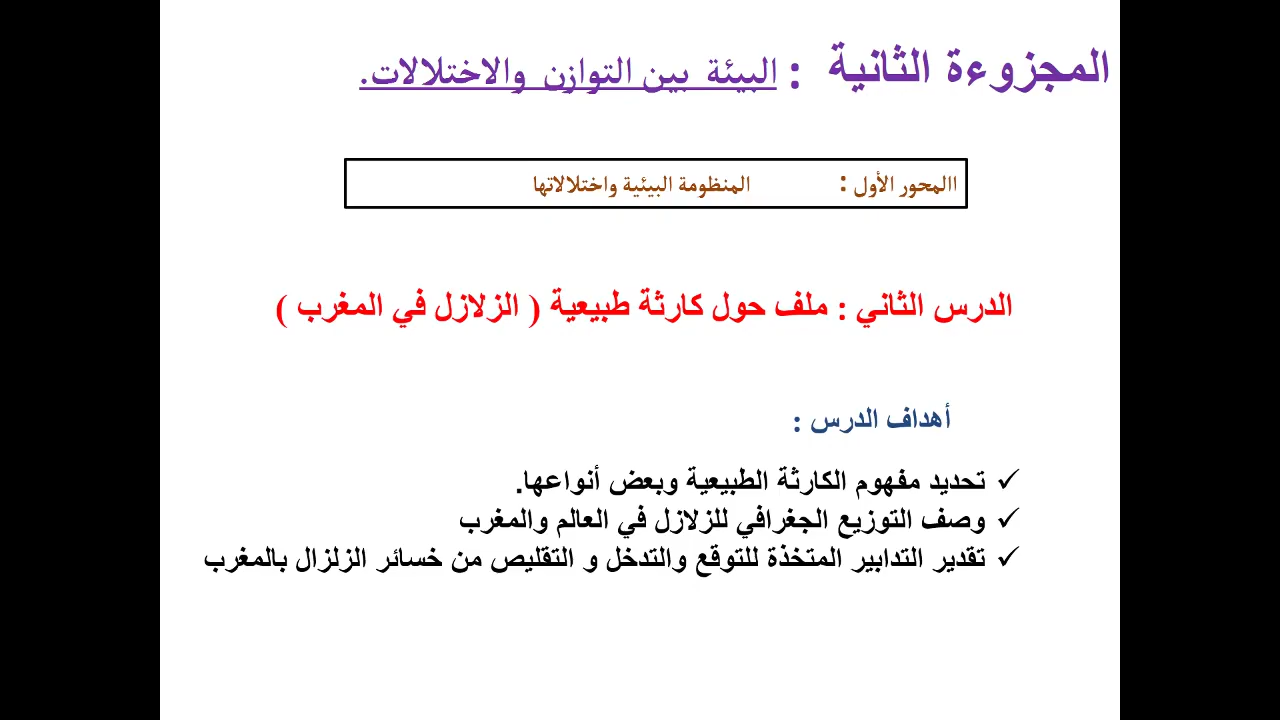 المجزوءة الثانية : البيئة بين التوازن والاختلالات.
االمحور الأول : المنظومة البيئية واختلالاتها
الدرس الثاني : ملف حول كارثة طبيعية ( الزلازل في المغرب )
أهداف الدرس :
✓ تحديد مفهوم الكارثة الطبيعية وبعض أنواعها.
✓ وصف التوزيع الجغرافي للزلازل في العالم والمغرب
✓ تقدير التدابير المتخذة للتوقع والتدخل و التقليص من خسائر الزلزال بالمغرب